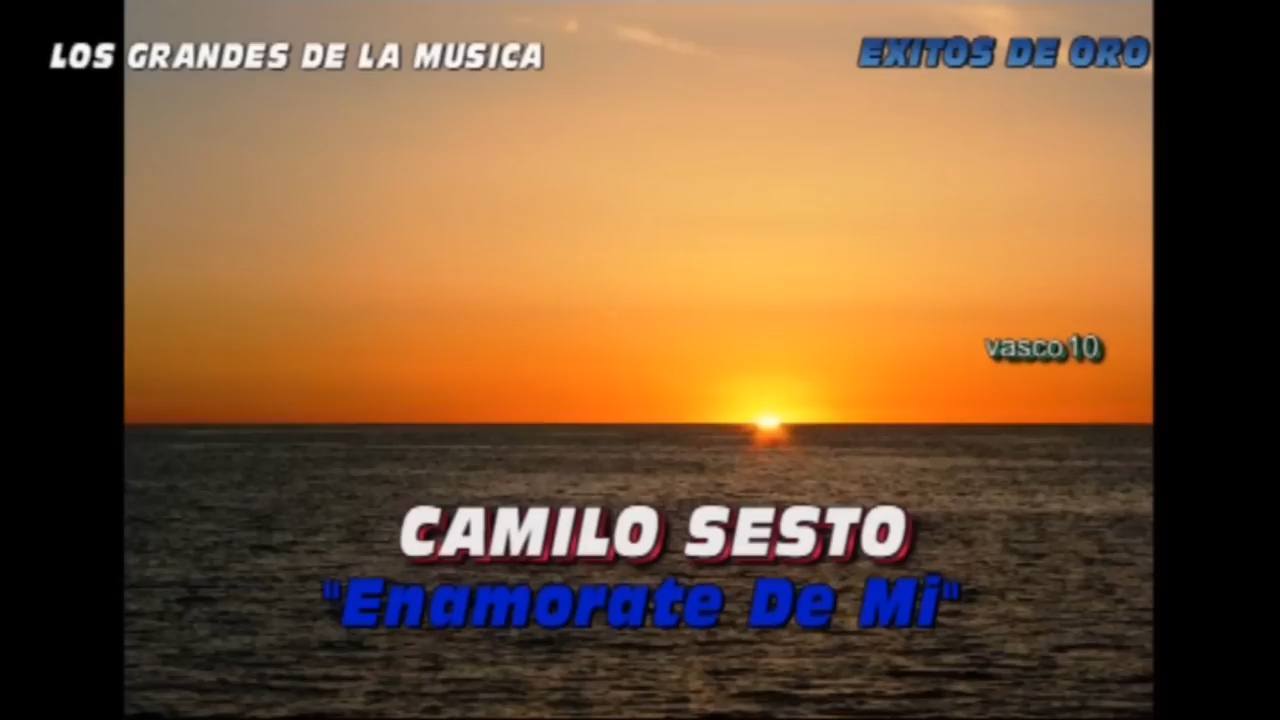 LOS GRANDES DE LA MUSICA
EXITOS DE ORO
vasco10
CAMILO SESTO
"Enamorate De Mi"